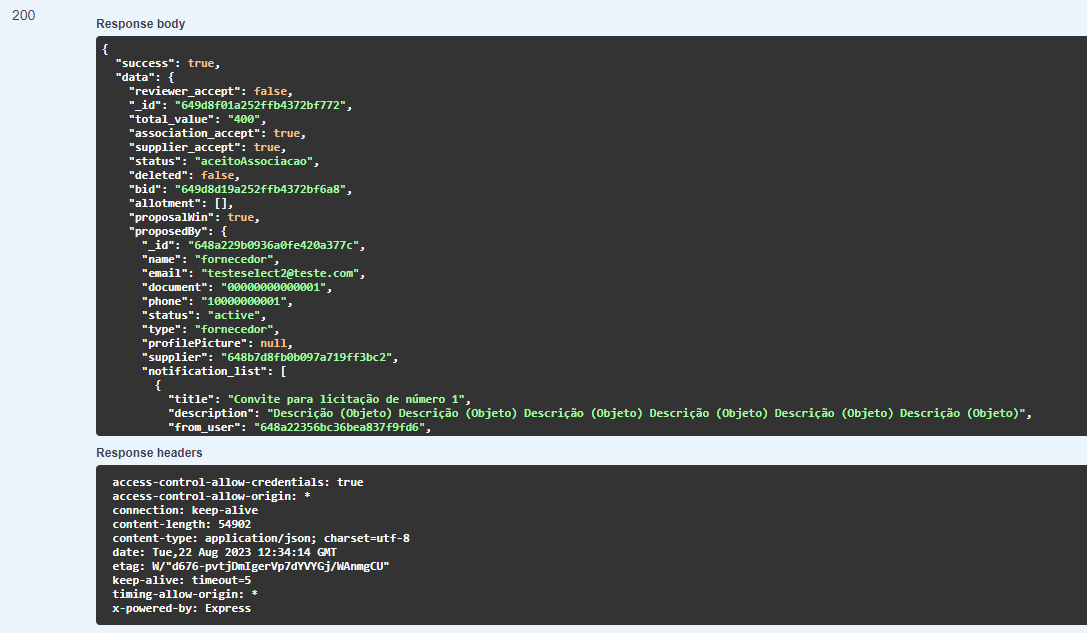 200
Response body
{
"success": true,
"data": {
"reviewer_accept": false,
"_id": "649d8f01a252ffb4372bf772",
"total_value": "400",
"association_accept": true,
"supplier_accept": true,
"status": "aceitoAssociacao",
"deleted": false,
"bid": "649d8d19a252ffb4372bf6a8",
"allotment": [],
"proposalWin": true,
"proposedBy": {
"_id": "648a229b0936a0fe420a377c",
"name": "fornecedor",
"email": "testeselect2@teste.com",
"document": "00000000000001",
"phone": "10000000001",
"status": "active",
"type": "fornecedor",
"profilePicture": null,
"supplier": "648b7d8fb0b097a719ff3bc2",
"notification_list": [
{
"title": "Convite para licitação de número 1",
"description": "Descrição (Objeto) Descrição (Objeto) Descrição (Objeto) Descrição (Objeto) Descrição (Objeto) Descrição (Objeto)",
"from_user": "648a22356bc36bea837f9fd6",
Response headers
access-control-allow-credentials: true
access-control-allow-origin: *
connection: keep-alive
content-length: 54902
content-type: application/json; charset=utf-8
date: Tue,22 Aug 2023 12:34:14 GMT
etag: W/"d676-pvtjDmIgerVp7dYVYGj/WAnmgCU"
keep-alive: timeout=5
timing-allow-origin: *
x-powered-by: Express